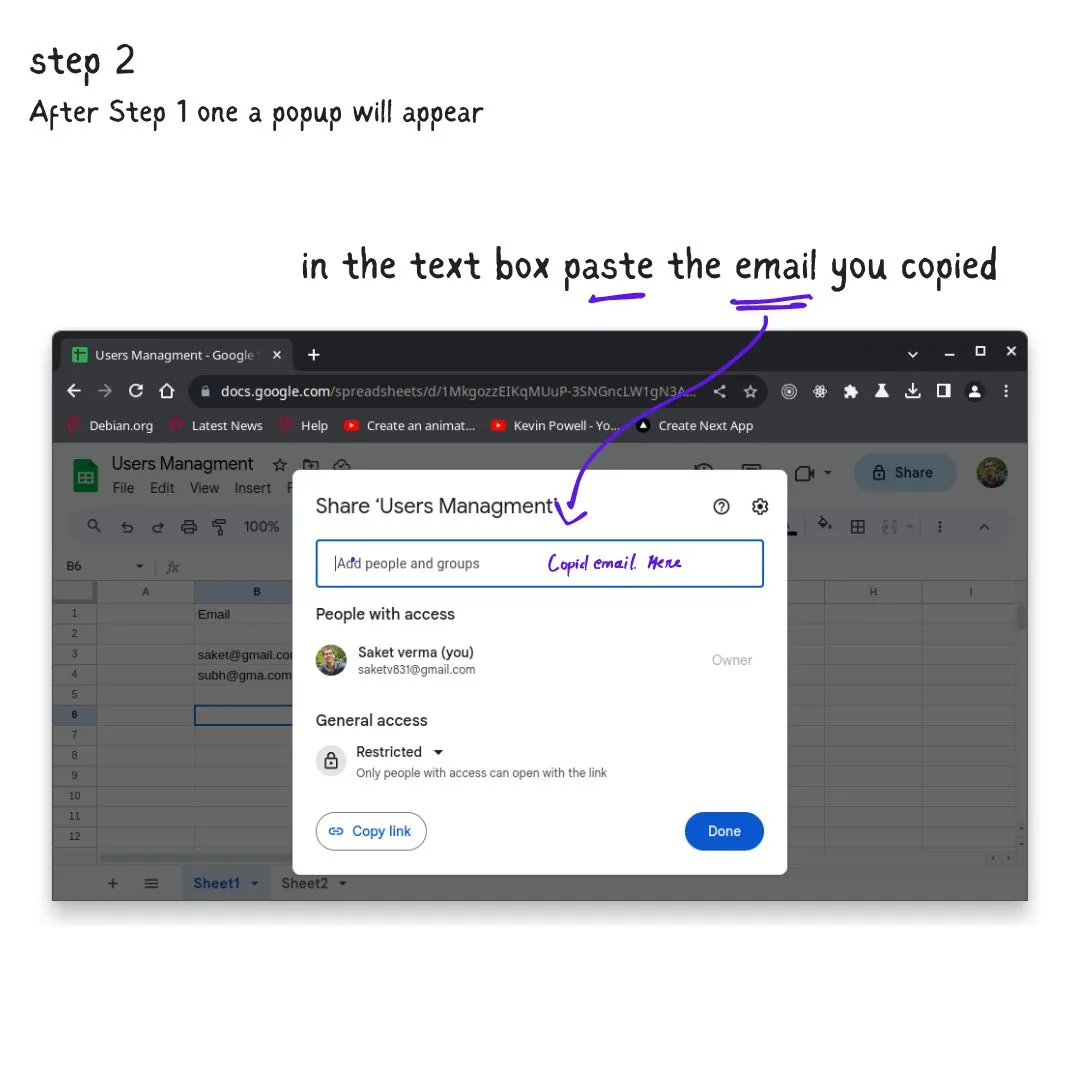 step 2
After Step 1 one a popup will appear
in the text box paste the email you copied
Users Managment - Google
docs.google.com/spreadsheets/d/1MkgozzEIKqMUuP-3SNGncLW1gN3A...
Debian.org Latest News Help Create an animat... Kevin Powell - Yo... Create Next App
Users Managment
File Edit View Insert F
Share
100%
Share ‘Users Managment’
Add people and groups Copid email. Here
B6 fx
A B H I
1 Email
2
3 saket@gmail.com
4 subh@gma.com
5
6
7
8
9
10
11
12
People with access
Saket verma (you)
saketv831@gmail.com
Owner
General access
Restricted
Only people with access can open with the link
Copy link Done
Sheet1 Sheet2